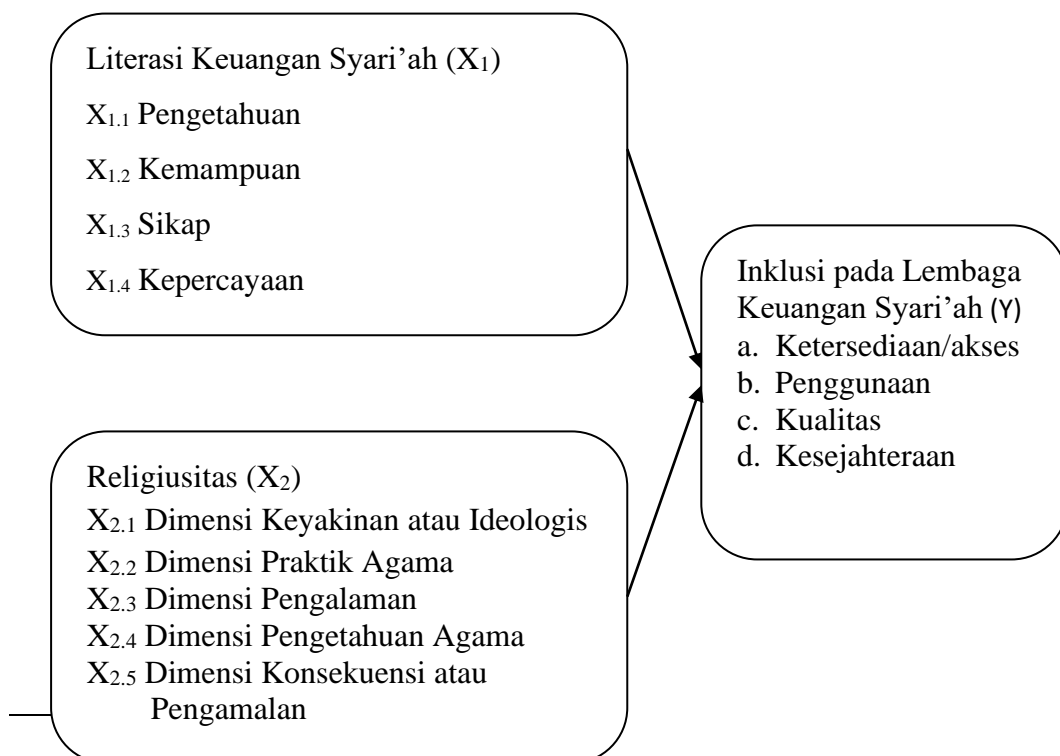 Literasi Keuangan Syari’ah (X1)
X1.1 Pengetahuan
X1.2 Kemampuan
X1.3 Sikap
X1.4 Kepercayaan
Religiusitas (X2)
X2.1 Dimensi Keyakinan atau Ideologis
X2.2 Dimensi Praktik Agama
X2.3 Dimensi Pengalaman
X2.4 Dimensi Pengetahuan Agama
X2.5 Dimensi Konsekuensi atau
Pengamalan
Inklusi pada Lembaga
Keuangan Syari’ah (Y)
a. Ketersediaan/akses
b. Penggunaan
c. Kualitas
d. Kesejahteraan